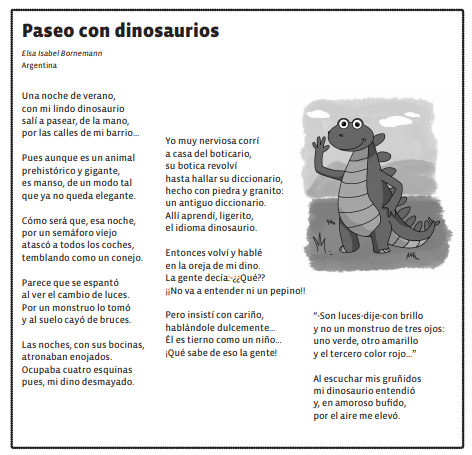 Paseo con dinosaurios
Elsa Isabel Bornemann
Argentina
Una noche de verano,
con mi lindo dinosaurio
salí a pasear, de la mano,
por las calles de mi barrio...
Pues aunque es un animal
prehistórico y gigante,
es manso, de un modo tal
que ya no queda elegante.
Cómo será que, esa noche,
por un semáforo viejo
atascó a todos los coches,
temblando como un conejo.
Parece que se espantó
al ver el cambio de luces.
Por un monstruo lo tomó
y al suelo cayó de bruces.
Las noches, con sus bocinas,
atronaban enojados.
Ocupaba cuatro esquinas
pues, mi dino desmayado.
Yo muy nerviosa corrí
a casa del boticario,
su botica revolví
hasta hallar su diccionario,
hecho con piedra y granito:
un antiguo diccionario.
Allí aprendí, ligerito,
el idioma dinosaurio.
Entonces volví y hablé
en la oreja de mi dino.
La gente decía:-¿¿Qué??
¡¡No va a entender ni un pepino!!
Pero insistí con cariño,
hablándole dulcemente...
Él es tierno como un niño...
¡Qué sabe de eso la gente!
"-Son luces-dije-con brillo
y no un monstruo de tres ojos:
uno verde, otro amarillo
y el tercero color rojo..."
Al escuchar mis gruñidos
mi dinosaurio entendió
y, en amoroso bufido,
por el aire me elevó.